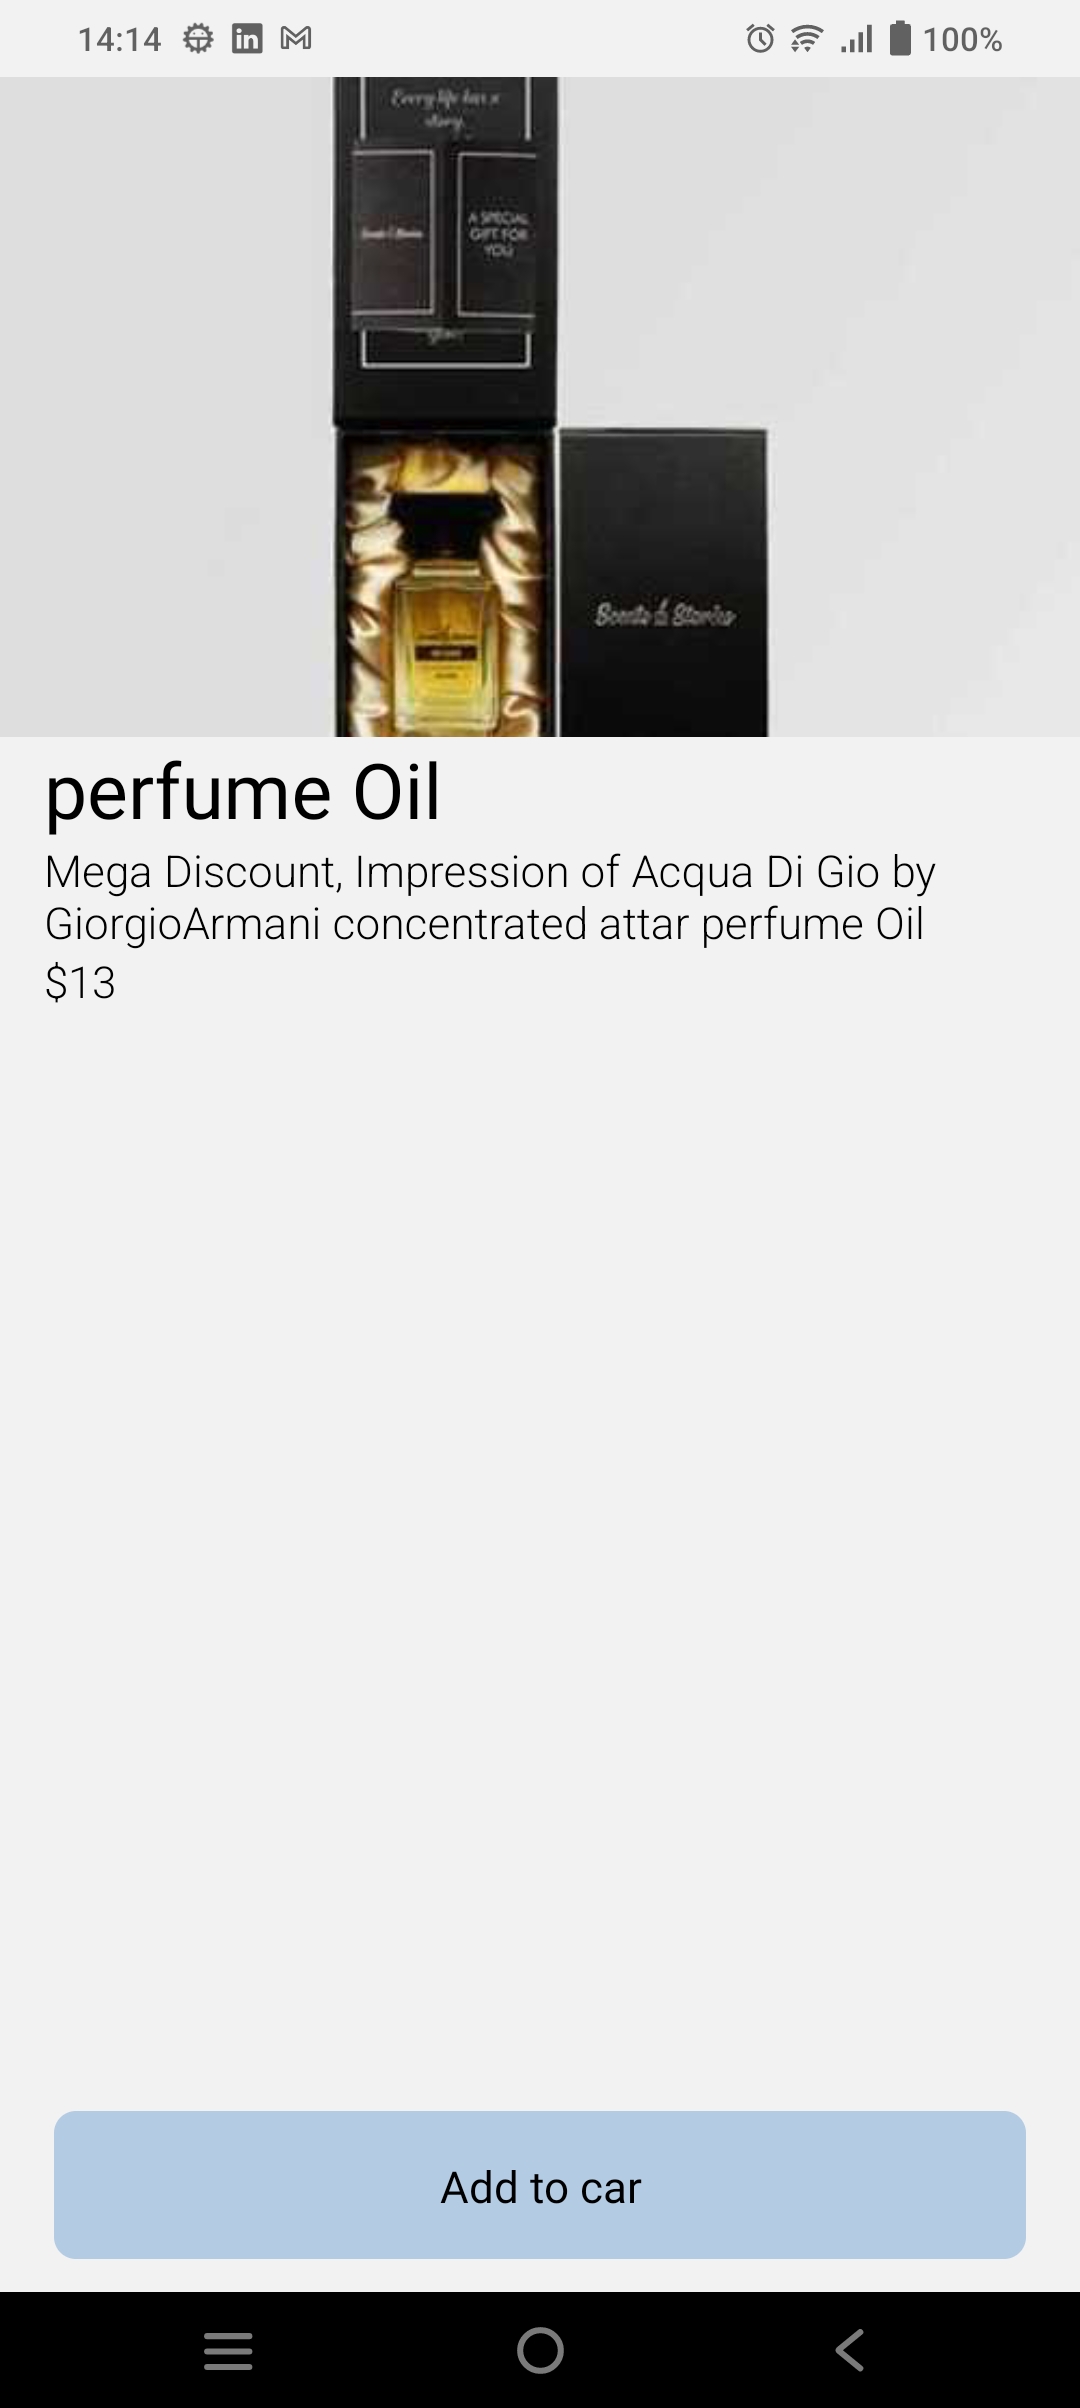 14:14
100%
Every life has a
story.
A SPECIAL
GIFT FOR
YOU
Scents & Stories
perfume Oil
Mega Discount, Impression of Acqua Di Gio by
GiorgioArmani concentrated attar perfume Oil
$13
Add to car